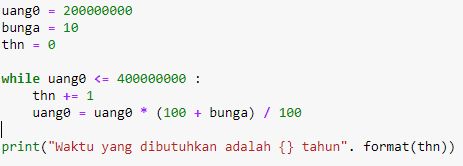 uang0 = 200000000
bunga = 10
thn = 0
while uang0 <= 400000000 :
    thn += 1
    uang0 = uang0 * (100 + bunga) / 100
print("Waktu yang dibutuhkan adalah {} tahun". format(thn))